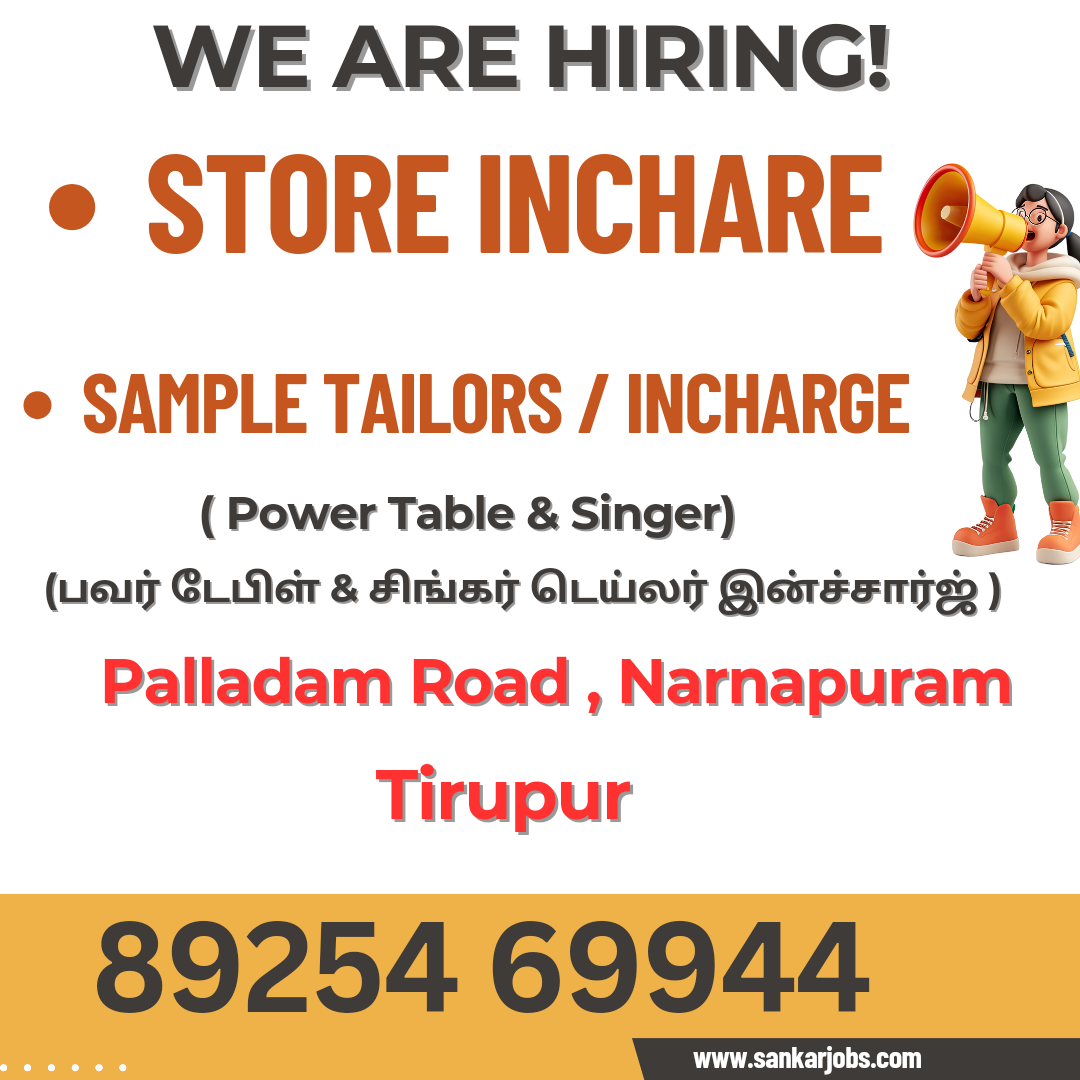 WE ARE HIRING!
• STORE INCHARE
• SAMPLE TAILORS / INCHARGE
( Power Table & Singer)
(பவர் டேபிள் & சிங்கர் டெய்லர் இன்ச்சார்ஜ் )
Palladam Road , Narnapuram
Tirupur
89254 69944
www.sankarjobs.com